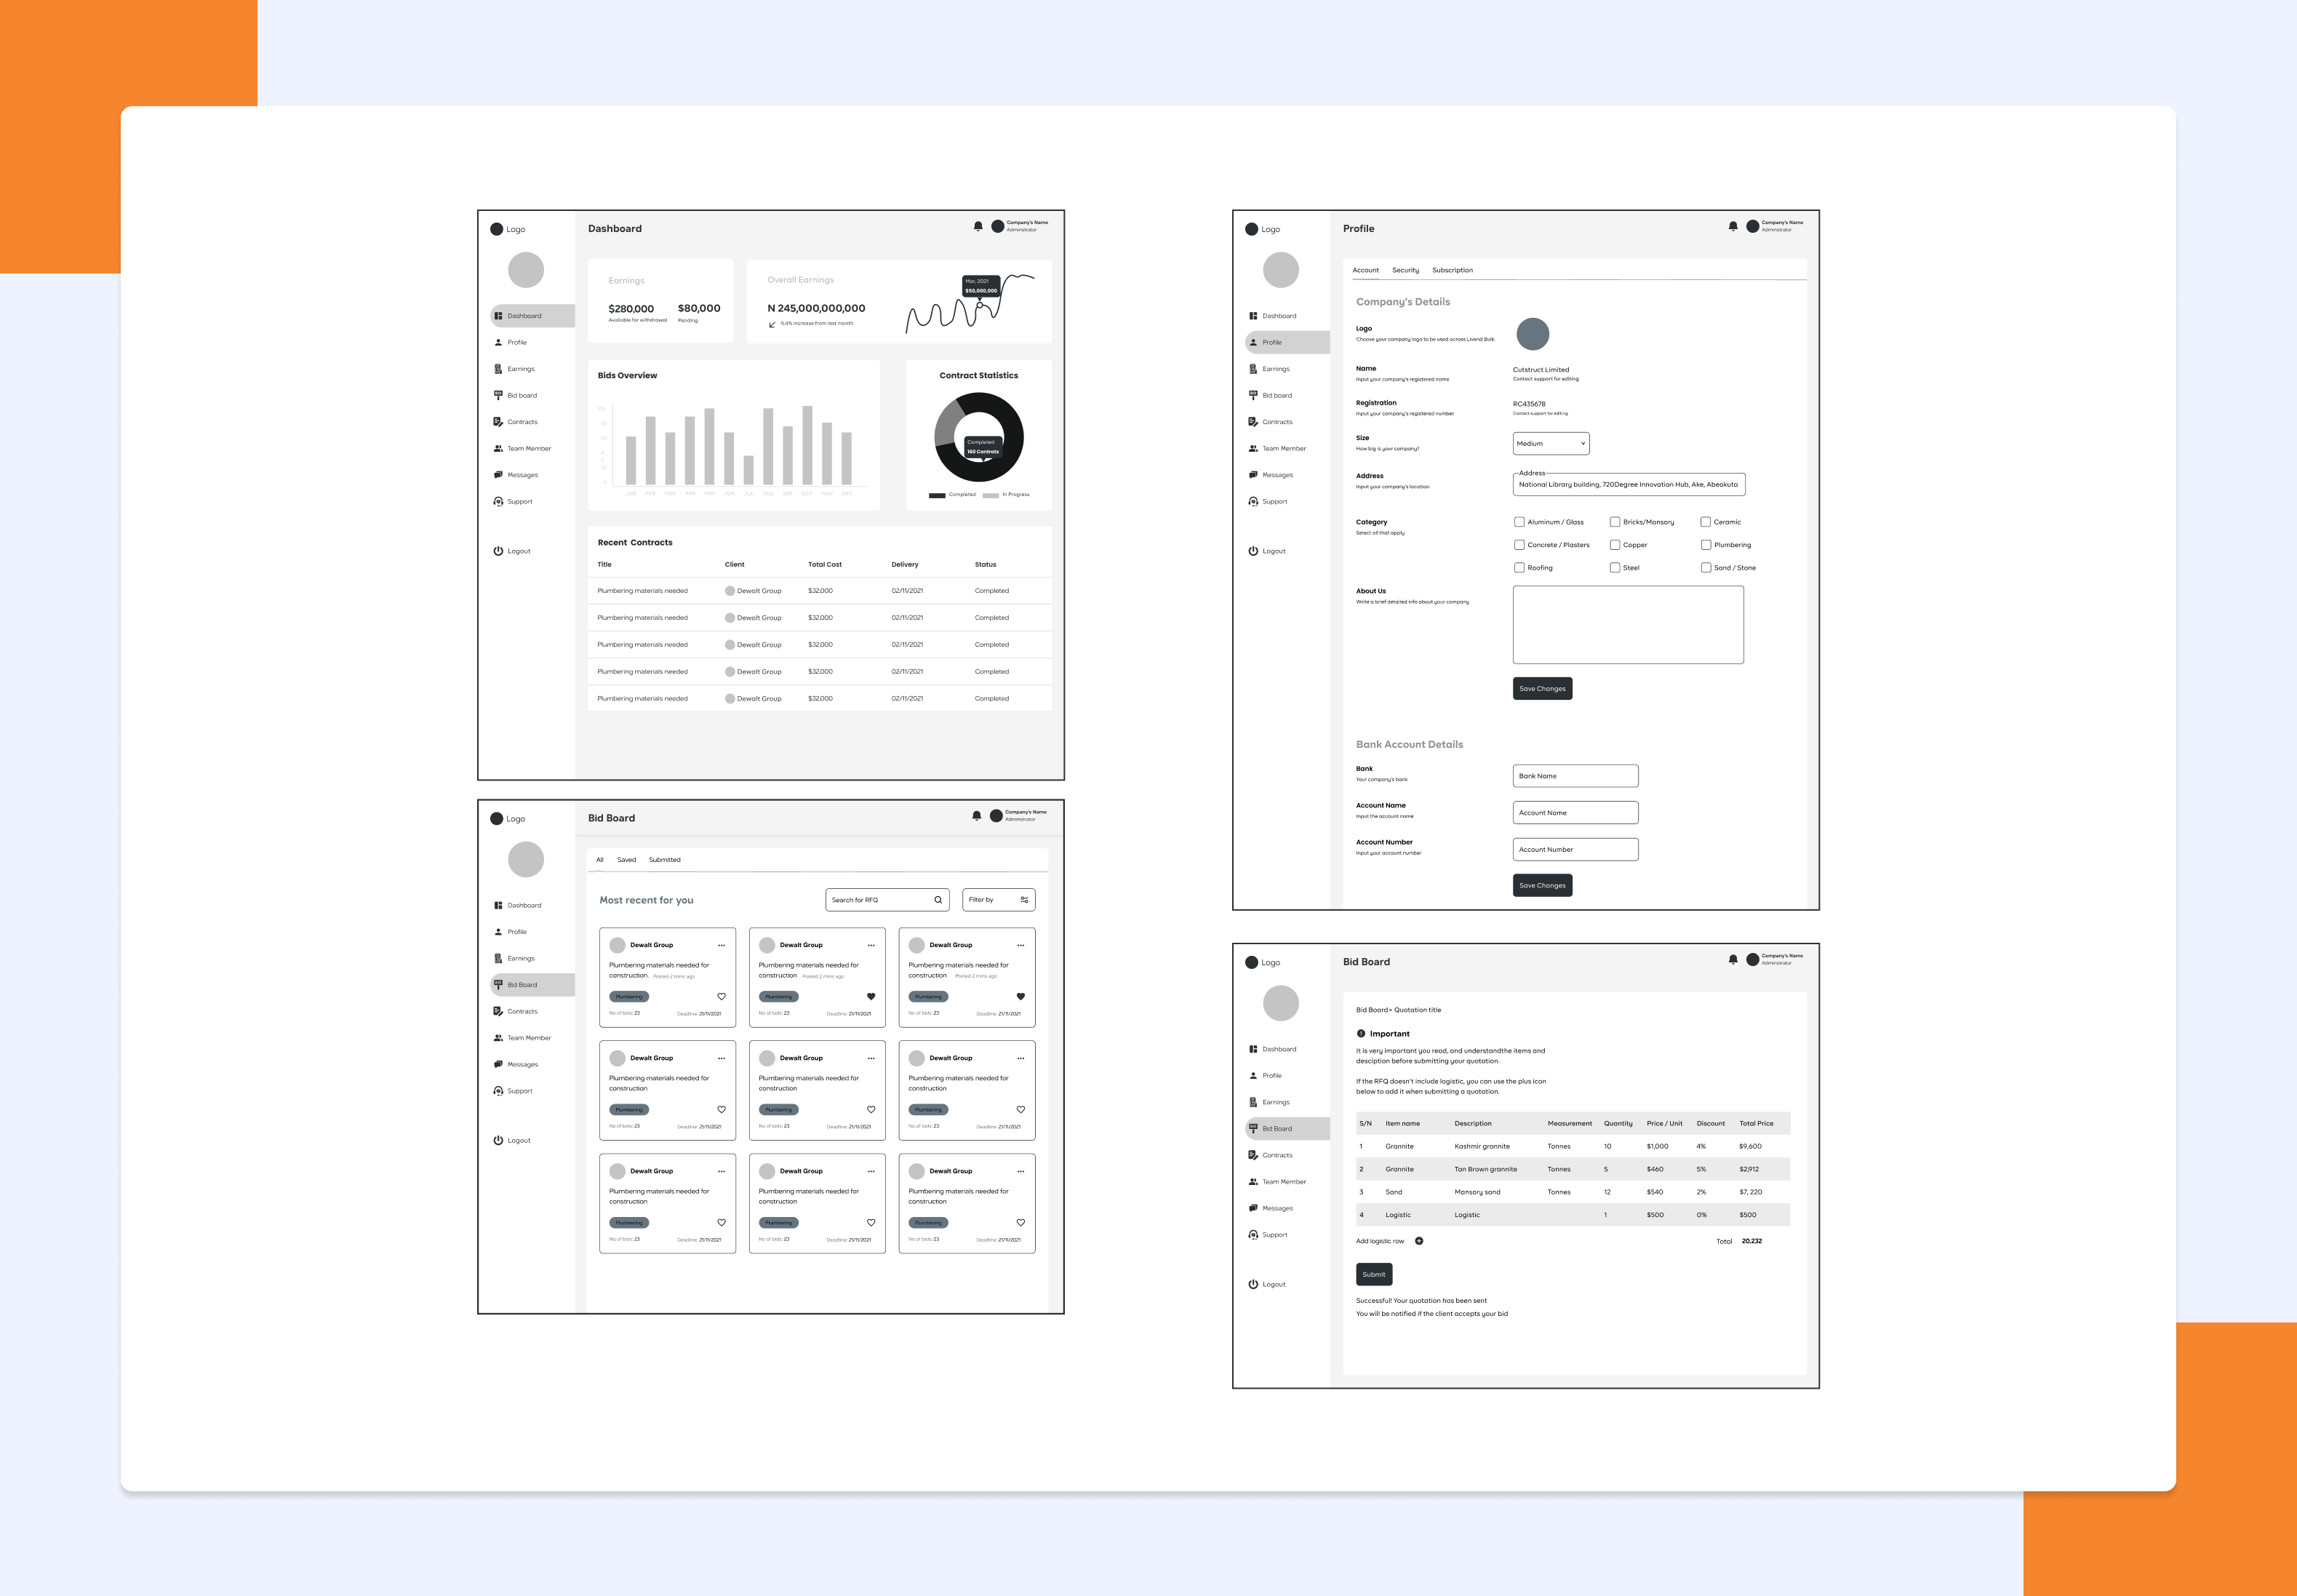 Logo
Dashboard
Company's Name
Administrator
Dashboard
Profile
Earnings
Bid board
Contracts
Team Member
Messages
Support
Logout
Earnings
$280,000
$80,000
Available for withdrawal
Pending
Overall Earnings
N 245,000,000,000
-5.4% increase from last month
Mar, 2021
$50,000,000
Bids Overview
100
80
60
20
0
JAN FEB MAR APR MAY JUN JUL AUG SEP OCT NOV DEC
Contract Statistics
Completed
160 Contrats
Completed
In Progress
Recent Contracts
Title Client Total Cost Delivery Status
Plumbering materials needed Dewalt Group $32,000 02/11/2021 Completed
Plumbering materials needed Dewalt Group $32,000 02/11/2021 Completed
Plumbering materials needed Dewalt Group $32,000 02/11/2021 Completed
Plumbering materials needed Dewalt Group $32,000 02/11/2021 Completed
Plumbering materials needed Dewalt Group $32,000 02/11/2021 Completed
Logo
Bid Board
Company's Name
Administrator
Dashboard
Profile
Earnings
Bid Board
Contracts
Team Member
Messages
Support
Logout
All Saved Submitted
Most recent for you
Search for RFQ
Filter by
Dewalt Group
Plumbering materials needed for
construction. Posted 2 mins ago
Plumbering
No of bids: 23 Deadline: 21/11/2021
Dewalt Group
Plumbering materials needed for
construction Posted 2 mins ago
Plumbering
No of bids: 23 Deadline: 21/11/2021
Dewalt Group
Plumbering materials needed for
construction Posted 2 mins ago
Plumbering
No of bids: 23 Deadline: 21/11/2021
Dewalt Group
Plumbering materials needed for
construction
Plumbering
No of bids: 23 Deadline: 21/11/2021
Dewalt Group
Plumbering materials needed for
construction
Plumbering
No of bids: 23 Deadline: 21/11/2021
Dewalt Group
Plumbering materials needed for
construction
Plumbering
No of bids: 23 Deadline: 21/11/2021
Dewalt Group
Plumbering materials needed for
construction
Plumbering
No of bids: 23 Deadline: 21/11/2021
Dewalt Group
Plumbering materials needed for
construction
Plumbering
No of bids: 23 Deadline: 21/11/2021
Dewalt Group
Plumbering materials needed for
construction
Plumbering
No of bids: 23 Deadline: 21/11/2021
Logo
Profile
Company's Name
Administrator
Dashboard
Profile
Earnings
Bid board
Contracts
Team Member
Messages
Support
Logout
Account Security Subscription
Company's Details
Logo
Choose your company logo to be used across Livend Bulk.
Name
Input your company's registered name
Cutstruct Limited
Contact support for editing
Registration
Input your company's registered number
RC435678
Contact support for editing
Size
How big is your company?
Medium
Address
Input your company's location
Address
National Library building, 720Degree Innovation Hub, Ake, Abeokuta
Category
Select all that apply
Aluminum / Glass Bricks/Mansory Ceramic
Concrete / Plasters Copper Plumbering
Roofing Steel Sand / Stone
About Us
Write a brief detailed info about your company
Save Changes
Bank Account Details
Bank
Your company's bank
Bank Name
Account Name
Input the account name
Account Name
Account Number
Input your account number
Account Number
Save Changes
Logo
Bid Board
Company's Name
Administrator
Dashboard
Profile
Earnings
Bid Board
Contracts
Team Member
Messages
Support
Logout
Bid Board> Quotation title
Important
It is very important you read, and understandthe items and
desciption before submitting your quotation.
If the RFQ doesn't include logistic, you can use the plus icon
below to add it when submitting a quotation.
S/N Item name Description Measurement Quantity Price / Unit Discount Total Price
1 Grannite Kashmir grannite Tonnes 10 $1,000 4% $9,600
2 Grannite Tan Brown grannite Tonnes 5 $460 5% $2,912
3 Sand Mansory sand Tonnes 12 $540 2% $7, 220
4 Logistic Logistic 1 $500 0% $500
Add logistic row
Total 20,232
Submit
Successful! Your quotation has been sent
You will be notified if the client accepts your bid